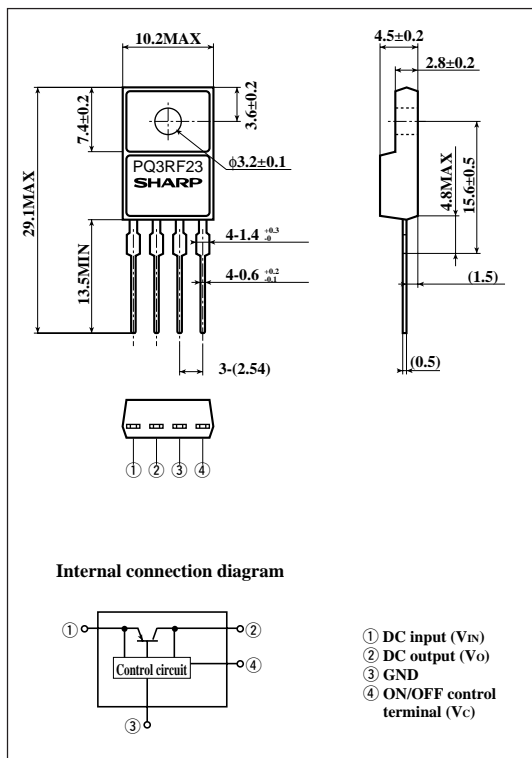 10.2MAX
4.5±0.2
2.8±0.2
7.4±0.2
3.6±0.2
29.1MAX
PQ3RF23
SHARP
φ3.2±0.1
4.8MAX
15.6±0.5
13.5MIN
4-1.4 +0.3 -0
4-0.6 +0.2 -0.1
(1.5)
3-(2.54)
(0.5)
① ② ③ ④
Internal connection diagram
① ②
Control circuit ④
③
① DC input (VIN)
② DC output (VO)
③ GND
④ ON/OFF control
terminal (VC)